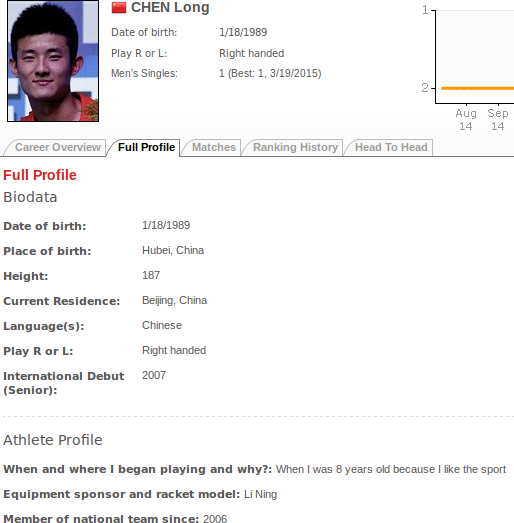 CHEN Long
Date of birth: 1/18/1989
Play R or L: Right handed
Men's Singles: 1 (Best: 1, 3/19/2015)
1
2
Aug Sep
14 14
Career Overview Full Profile Matches Ranking History Head To Head
Full Profile
Biodata
Date of birth: 1/18/1989
Place of birth: Hubei, China
Height: 187
Current Residence: Beijing, China
Language(s): Chinese
Play R or L: Right handed
International Debut 2007
(Senior):
Athlete Profile
When and where I began playing and why?: When I was 8 years old because I like the sport
Equipment sponsor and racket model: Li Ning
Member of national team since: 2006